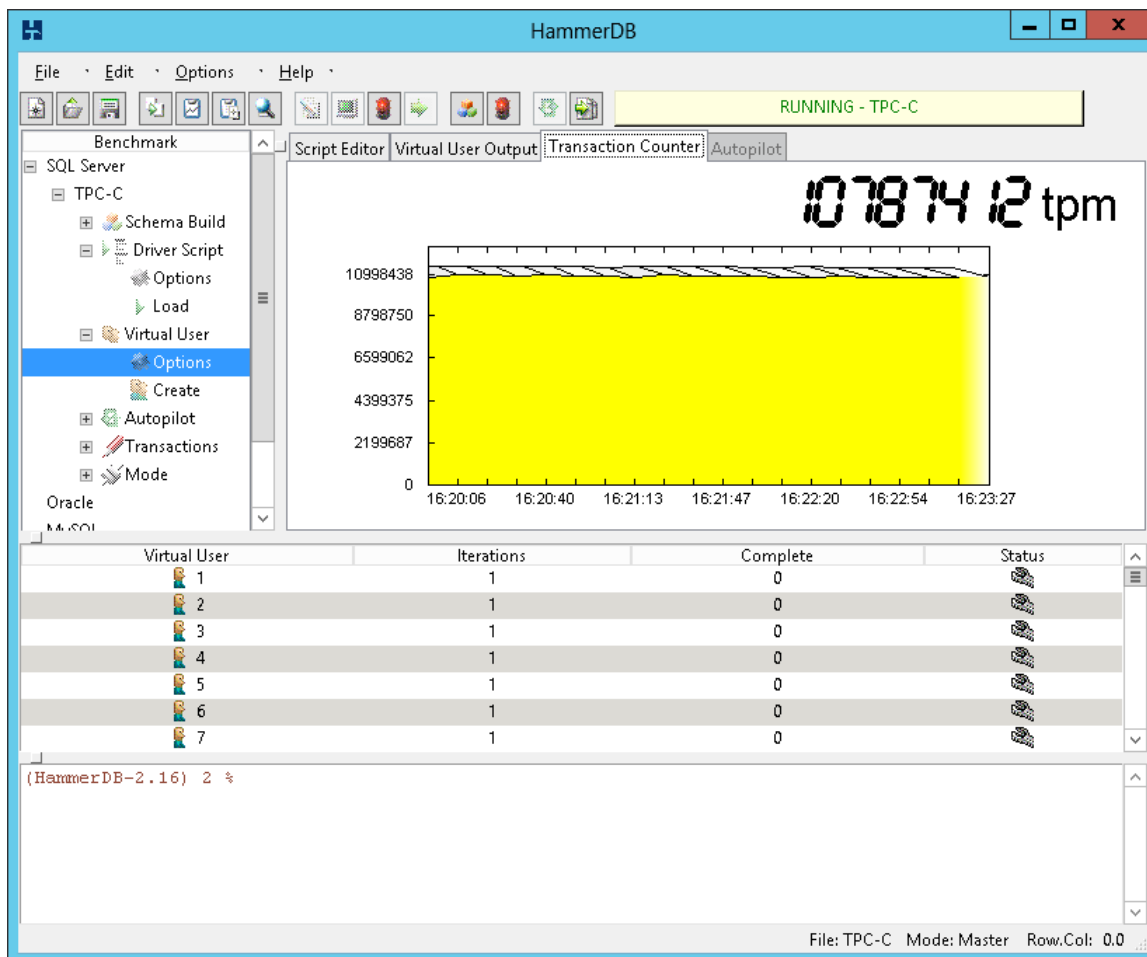 HammerDB
File Edit Options Help
RUNNING - TPC-C
Benchmark
SQL Server
TPC-C
Schema Build
Driver Script
Options
Load
Virtual User
Options
Create
Autopilot
Transactions
Mode
Oracle
MySQL
Script Editor Virtual User Output Transaction Counter Autopilot
10787412 tpm
10998438
8798750
6599062
4399375
2199687
0
16:20:06 16:20:40 16:21:13 16:21:47 16:22:20 16:22:54 16:23:27
Virtual User Iterations Complete Status
1 1 0
2 1 0
3 1 0
4 1 0
5 1 0
6 1 0
7 1 0
(HammerDB-2.16) 2 %
File: TPC-C Mode: Master Row.Col: 0.0